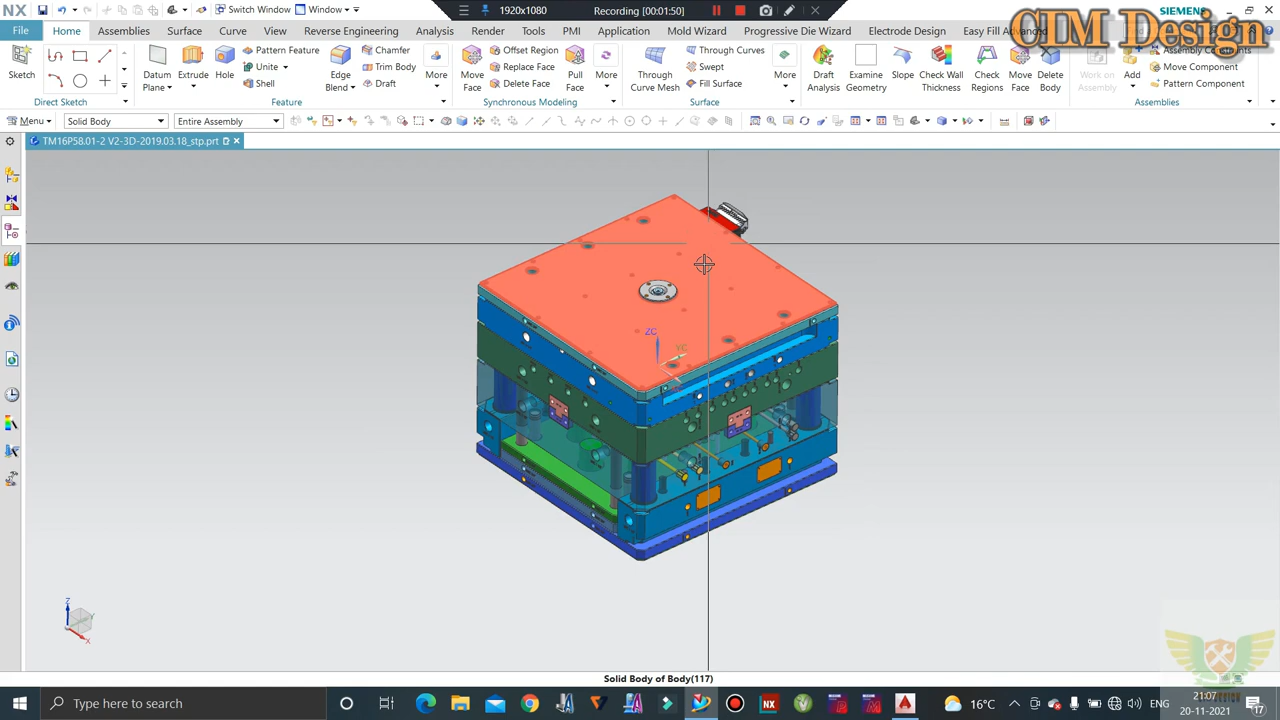 NX
Switch Window
Window
1920x1080
Recording [00:01:50]
SIEMENS
CIM Design
File
Home
Assemblies
Surface
Curve
View
Reverse Engineering
Analysis
Render
Tools
PMI
Application
Mold Wizard
Progressive Die Wizard
Electrode Design
Easy Fill Advanced
Sketch
Datum Plane
Extrude
Hole
Pattern Feature
Unite
Shell
Edge Blend
Chamfer
Trim Body
Draft
More
Move Face
Offset Region
Replace Face
Delete Face
Pull Face
More
Through Curve Mesh
Through Curves
Swept
Fill Surface
More
Draft Analysis
Examine Geometry
Slope
Check Wall Thickness
Check Regions
Move Face
Delete Body
Work on Assembly
Add
Assembly Constraints
Move Component
Pattern Component
Direct Sketch
Feature
Synchronous Modeling
Surface
Assemblies
Menu
Solid Body
Entire Assembly
TM16P58.01-2 V2-3D-2019.03.18_stp.prt
ZC
YC
Z
Y
X
Solid Body of Body(117)
Type here to search
16°C
ENG
21:07
20-11-2021
17